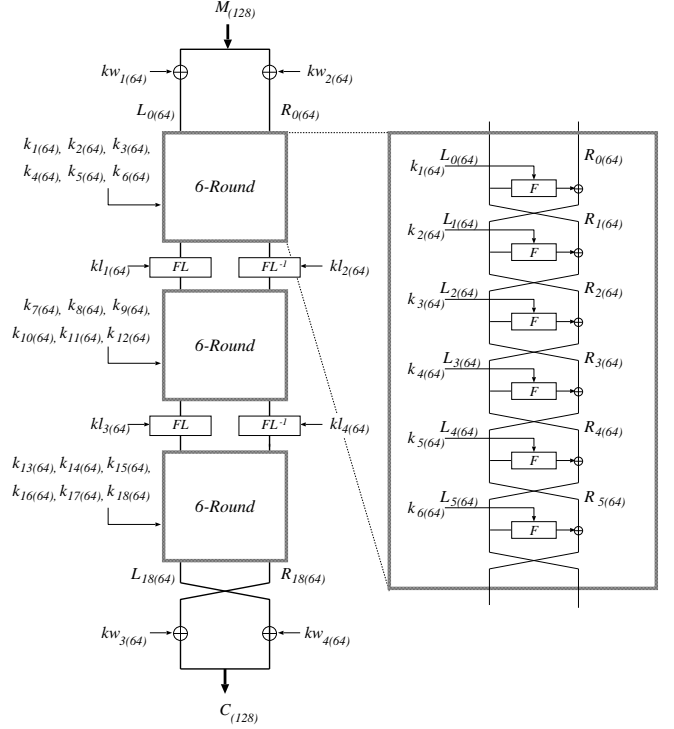 M(128)
kw1(64)
kw2(64)
L0(64)
R0(64)
k1(64), k2(64), k3(64),
k4(64), k5(64), k6(64)
6-Round
kl1(64)
FL
FL-1
kl2(64)
k7(64), k8(64), k9(64),
k10(64), k11(64), k12(64)
6-Round
kl3(64)
FL
FL-1
kl4(64)
k13(64), k14(64), k15(64),
k16(64), k17(64), k18(64)
6-Round
L18(64)
R18(64)
kw3(64)
kw4(64)
C(128)
L0(64)
R0(64)
k1(64)
F
L1(64)
R1(64)
k2(64)
F
L2(64)
R2(64)
k3(64)
F
L3(64)
R3(64)
k4(64)
F
L4(64)
R4(64)
k5(64)
F
L5(64)
R5(64)
k6(64)
F